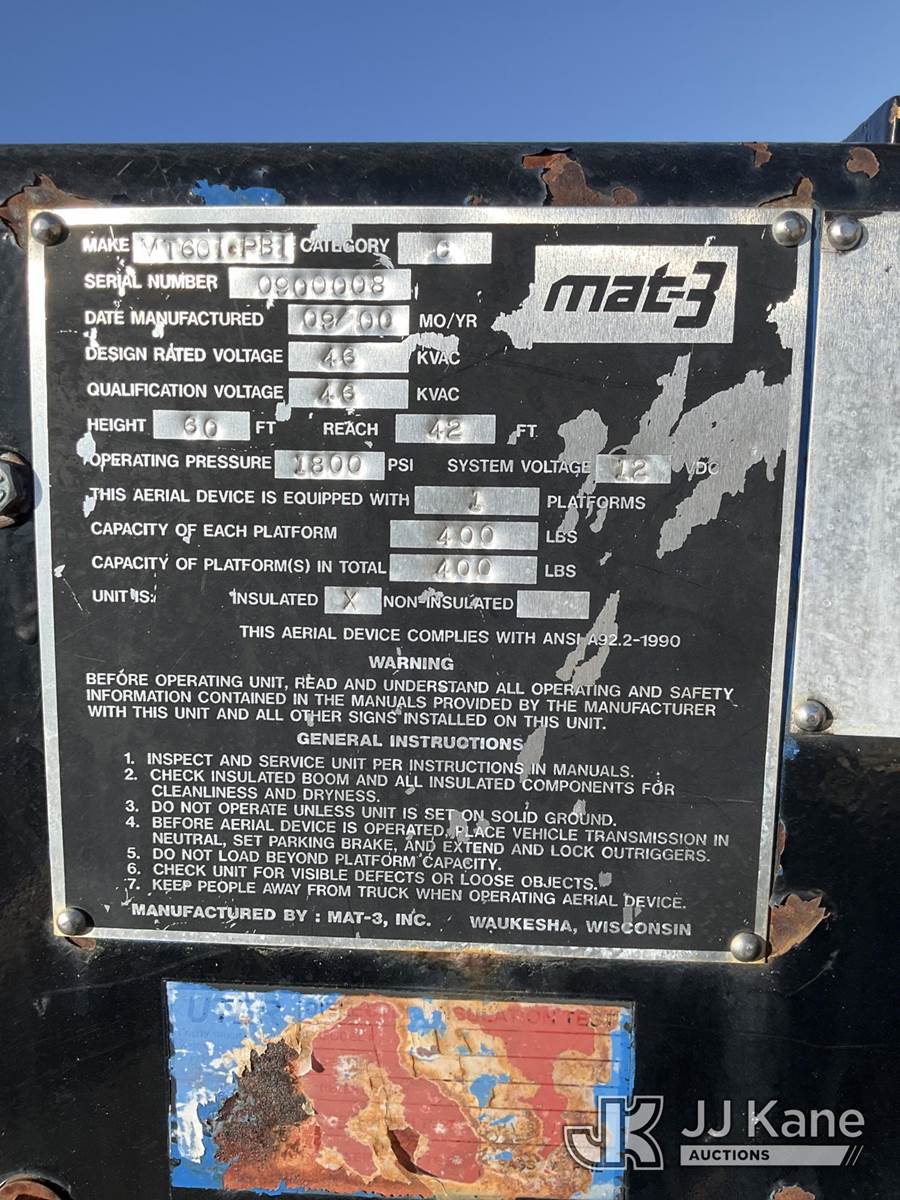 MAKE VT60I-PBI CATEGORY C
mat-3
SERIAL NUMBER 0900008
DATE MANUFACTURED 09/00 MO/YR
DESIGN RATED VOLTAGE 46 KVAC
QUALIFICATION VOLTAGE 46 KVAC
HEIGHT 60 FT REACH 42 FT
OPERATING PRESSURE 1800 PSI SYSTEM VOLTAGE 12 VDC
THIS AERIAL DEVICE IS EQUIPPED WITH 1 PLATFORMS
CAPACITY OF EACH PLATFORM 400 LBS
CAPACITY OF PLATFORM(S) IN TOTAL 400 LBS
UNIT IS: INSULATED X NON-INSULATED
THIS AERIAL DEVICE COMPLIES WITH ANSI A92.2-1990
WARNING
BEFORE OPERATING UNIT, READ AND UNDERSTAND ALL OPERATING AND SAFETY
INFORMATION CONTAINED IN THE MANUALS PROVIDED BY THE MANUFACTURER
WITH THIS UNIT AND ALL OTHER SIGNS INSTALLED ON THIS UNIT.
GENERAL INSTRUCTIONS
1. INSPECT AND SERVICE UNIT PER INSTRUCTIONS IN MANUALS.
2. CHECK INSULATED BOOM AND ALL INSULATED COMPONENTS FOR
CLEANLINESS AND DRYNESS.
3. DO NOT OPERATE UNLESS UNIT IS SET ON SOLID GROUND.
4. BEFORE AERIAL DEVICE IS OPERATED, PLACE VEHICLE TRANSMISSION IN
NEUTRAL, SET PARKING BRAKE, AND EXTEND AND LOCK OUTRIGGERS.
5. DO NOT LOAD BEYOND PLATFORM CAPACITY.
6. CHECK UNIT FOR VISIBLE DEFECTS OR LOOSE OBJECTS.
7. KEEP PEOPLE AWAY FROM TRUCK WHEN OPERATING AERIAL DEVICE.
MANUFACTURED BY : MAT-3, INC. WAUKESHA, WISCONSIN
TEST
JK JJ Kane
AUCTIONS